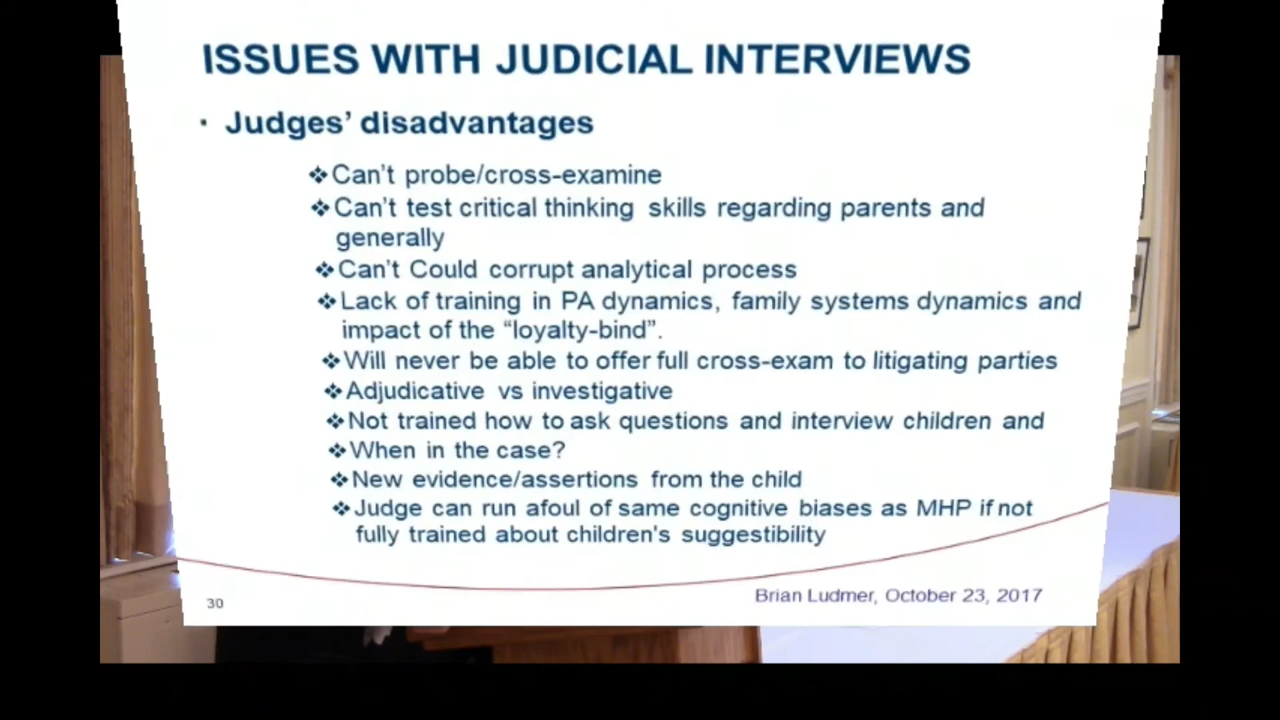 ISSUES WITH JUDICIAL INTERVIEWS
· Judges’ disadvantages
❖Can’t probe/cross-examine
❖Can’t test critical thinking skills regarding parents and
generally
❖Can’t Could corrupt analytical process
❖Lack of training in PA dynamics, family systems dynamics and
impact of the “loyalty-bind”.
❖Will never be able to offer full cross-exam to litigating parties
❖Adjudicative vs investigative
❖Not trained how to ask questions and interview children and
❖When in the case?
❖New evidence/assertions from the child
❖Judge can run afoul of same cognitive biases as MHP if not
fully trained about children's suggestibility
30
Brian Ludmer, October 23, 2017